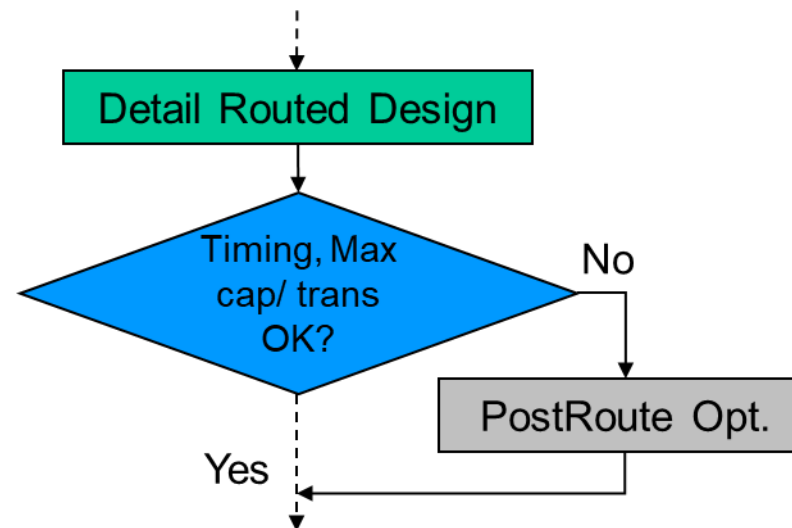 Detail Routed Design
Timing, Max
cap/ trans
OK?
No
PostRoute Opt.
Yes